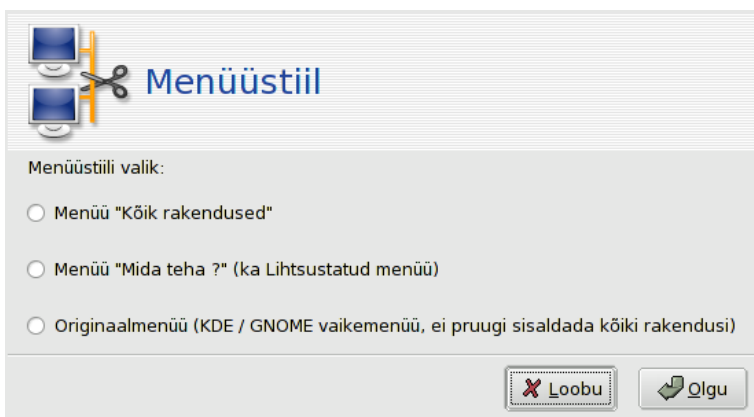 Menüüstiil
Menüüstiili valik:
Menüü "Kõik rakendused"
Menüü "Mida teha ?" (ka Lihtsustatud menüü)
Originaalmenüü (KDE / GNOME vaikemenüü, ei pruugi sisaldada kõiki rakendusi)
Loobu
Olgu